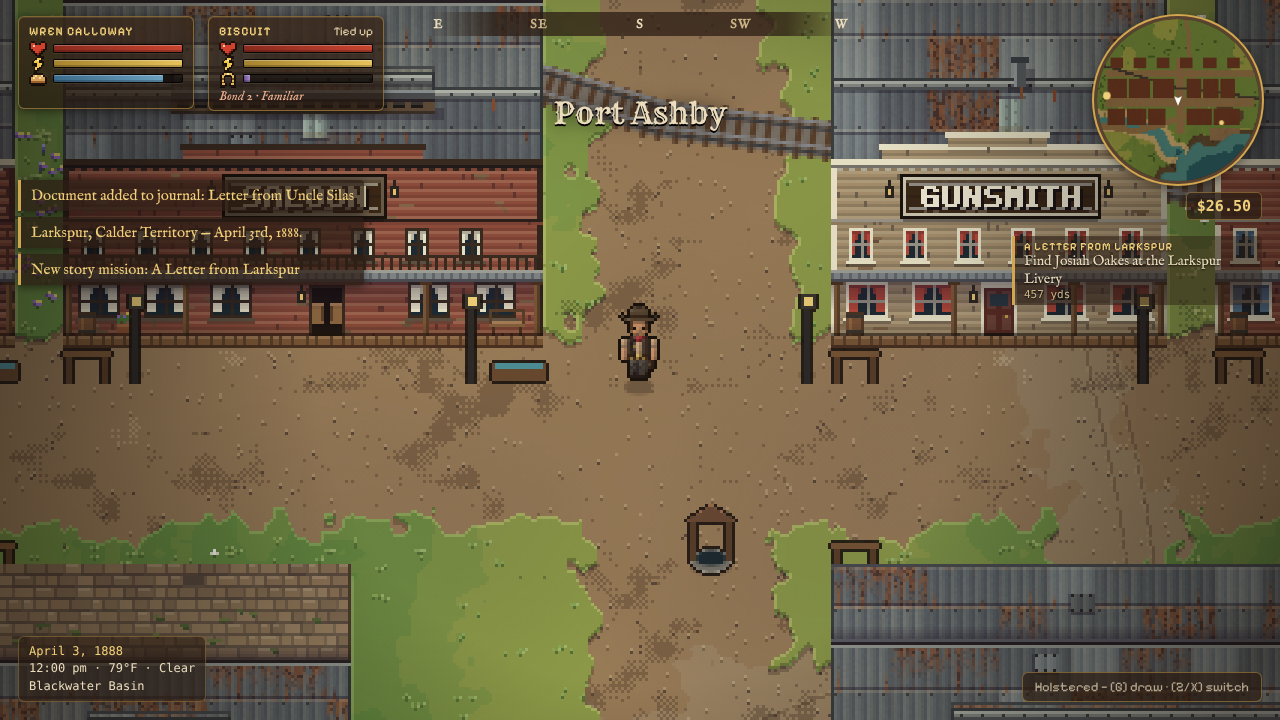 E SE S SW W
WREN CALLOWAY
BISCUIT Tied up
Bond 2 · Familiar
Port Ashby
Document added to journal: Letter from Uncle Silas
Larkspur, Calder Territory — April 3rd, 1888.
New story mission: A Letter from Larkspur
SALOON
GUNSMITH
$26.50
A LETTER FROM LARKSPUR
Find Josiah Oakes at the Larkspur
Livery
457 yds
April 3, 1888
12:00 pm · 79°F · Clear
Blackwater Basin
Holstered - (G) draw · (Z/X) switch